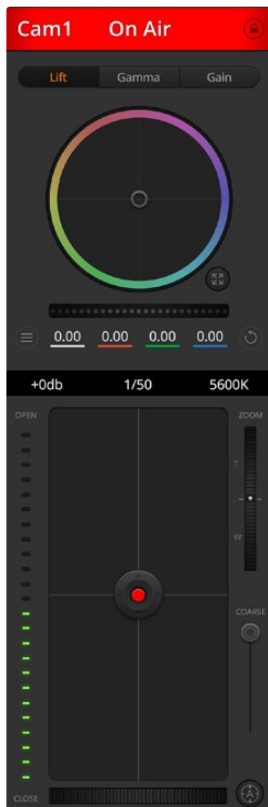 Cam1 On Air
Lift Gamma Gain
0.00 0.00 0.00 0.00
+0db 1/50 5600K
OPEN ZOOM
T
W
COARSE
CLOSE A